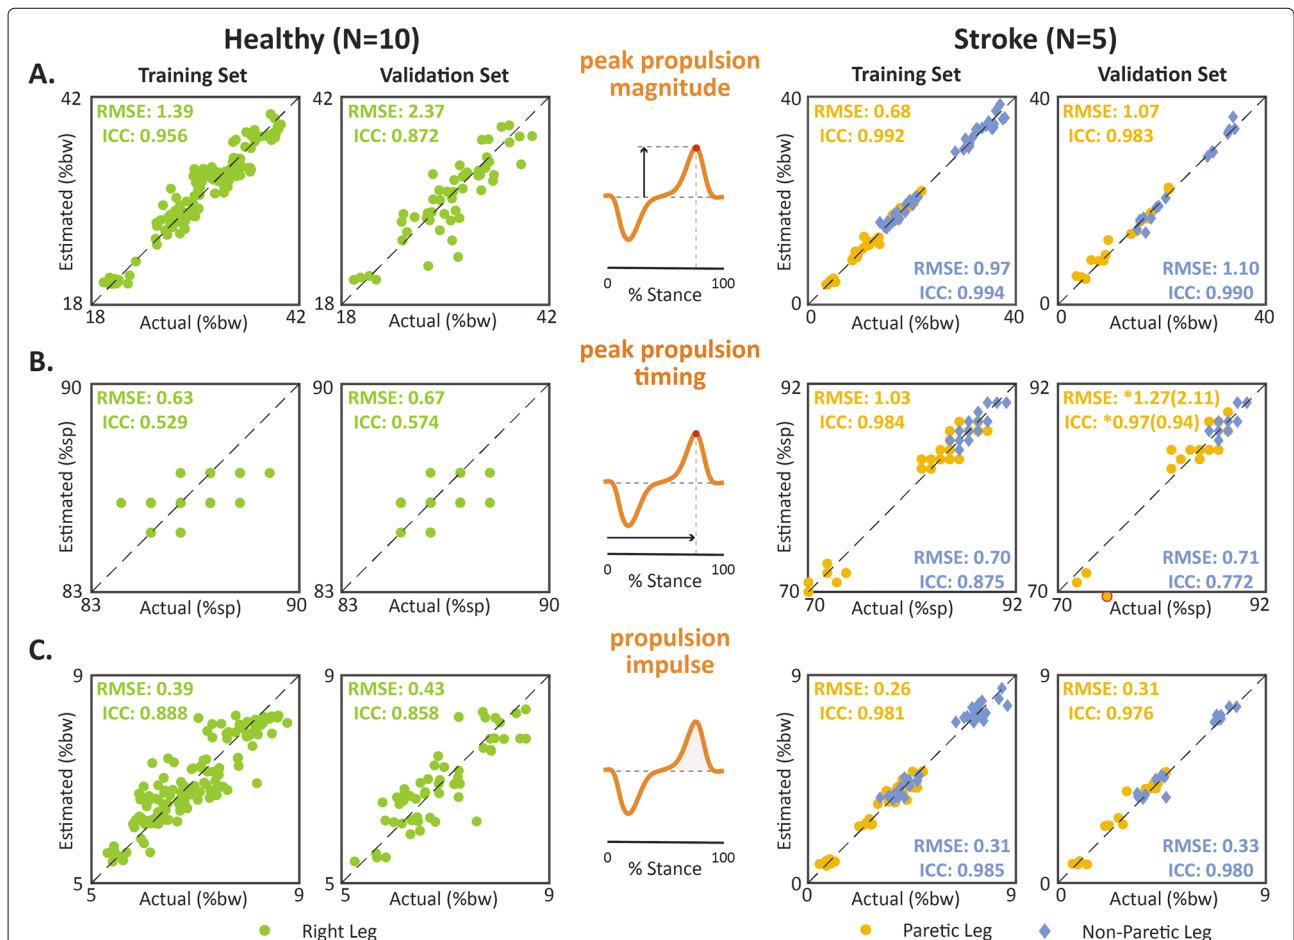 Healthy (N=10)
Stroke (N=5)
A.
Training Set
Validation Set
peak propulsion
magnitude
Training Set
Validation Set
42
RMSE: 1.39
ICC: 0.956
Estimated (%bw)
18
18
Actual (%bw)
42
42
RMSE: 2.37
ICC: 0.872
18
18
Actual (%bw)
42
0
100
% Stance
40
RMSE: 0.68
ICC: 0.992
Estimated (%bw)
RMSE: 0.97
ICC: 0.994
0
0
Actual (%bw)
40
40
RMSE: 1.07
ICC: 0.983
20
RMSE: 1.10
ICC: 0.990
0
0
Actual (%bw)
40
B.
peak propulsion
timing
90
RMSE: 0.63
ICC: 0.529
Estimated (%sp)
83
83
Actual (%sp)
90
90
RMSE: 0.67
ICC: 0.574
83
83
Actual (%sp)
90
0
100
% Stance
92
RMSE: 1.03
ICC: 0.984
Estimated (%sp)
RMSE: 0.70
ICC: 0.875
70
70
Actual (%sp)
92
92
RMSE: *1.27(2.11)
ICC: *0.97(0.94)
RMSE: 0.71
ICC: 0.772
70
70
Actual (%sp)
92
C.
propulsion
impulse
9
RMSE: 0.39
ICC: 0.888
Estimated (%bw)
5
5
Actual (%bw)
9
9
RMSE: 0.43
ICC: 0.858
5
5
Actual (%bw)
9
0
100
% Stance
9
RMSE: 0.26
ICC: 0.981
Estimated (%bw)
RMSE: 0.31
ICC: 0.985
0
0
Actual (%bw)
9
9
RMSE: 0.31
ICC: 0.976
RMSE: 0.33
ICC: 0.980
0
0
Actual (%bw)
9
Right Leg
Paretic Leg
Non-Paretic Leg